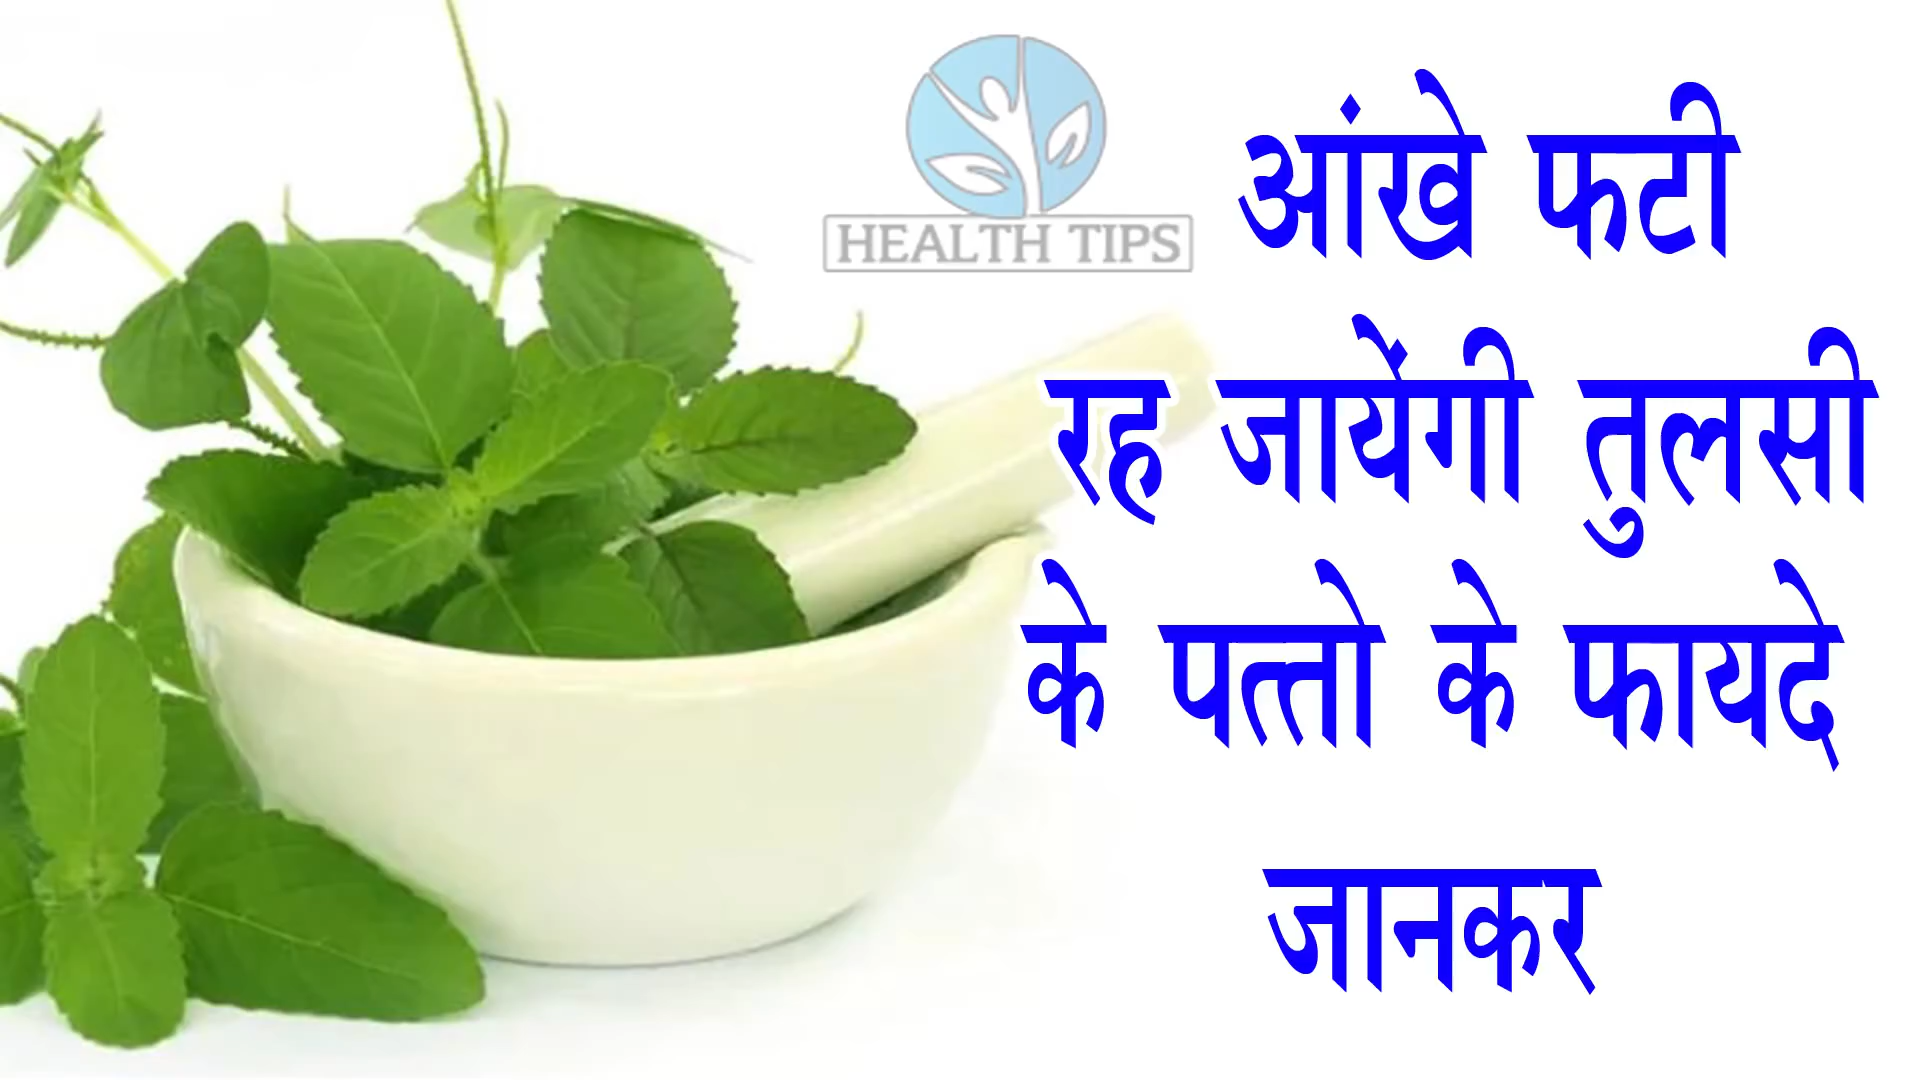 HEALTH TIPS
आंखे फटी
रह जायेंगी तुलसी
के पत्तो के फायदे
जानकर